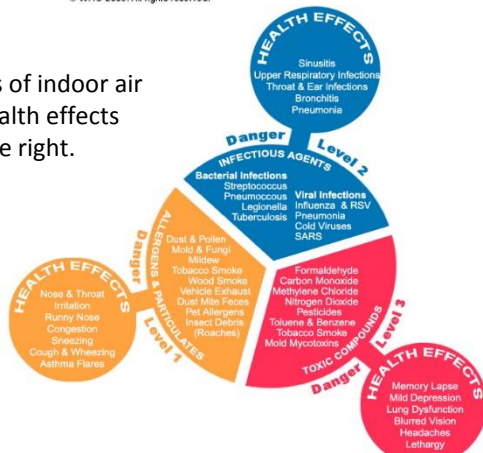 s of indoor air
alth effects
e right.
HEALTH EFFECTS
Sinusitis
Upper Respiratory Infections
Throat & Ear Infections
Bronchitis
Pneumonia
Danger Level 2
INFECTIOUS AGENTS
Bacterial Infections
Streptococcus
Pneumoccous
Legionella
Tuberculosis
Viral Infections
Influenza & RSV
Pneumonia
Cold Viruses
SARS
ALLERGENS & PARTICULATES
Dust & Pollen
Mold & Fungi
Mildew
Tobacco Smoke
Wood Smoke
Vehicle Exhaust
Dust Mite Feces
Pet Allergens
Insect Debris
(Roaches)
Danger Level 1
HEALTH EFFECTS
Nose & Throat
Irritation
Runny Nose
Congestion
Sneezing
Cough & Wheezing
Asthma Flares
Formaldehyde
Carbon Monoxide
Methylene Chloride
Nitrogen Dioxide
Pesticides
Toluene & Benzene
Tobacco Smoke
Mold Mycotoxins
TOXIC COMPOUNDS
Danger Level 3
HEALTH EFFECTS
Memory Lapse
Mild Depression
Lung Dysfunction
Blurred Vision
Headaches
Lethargy